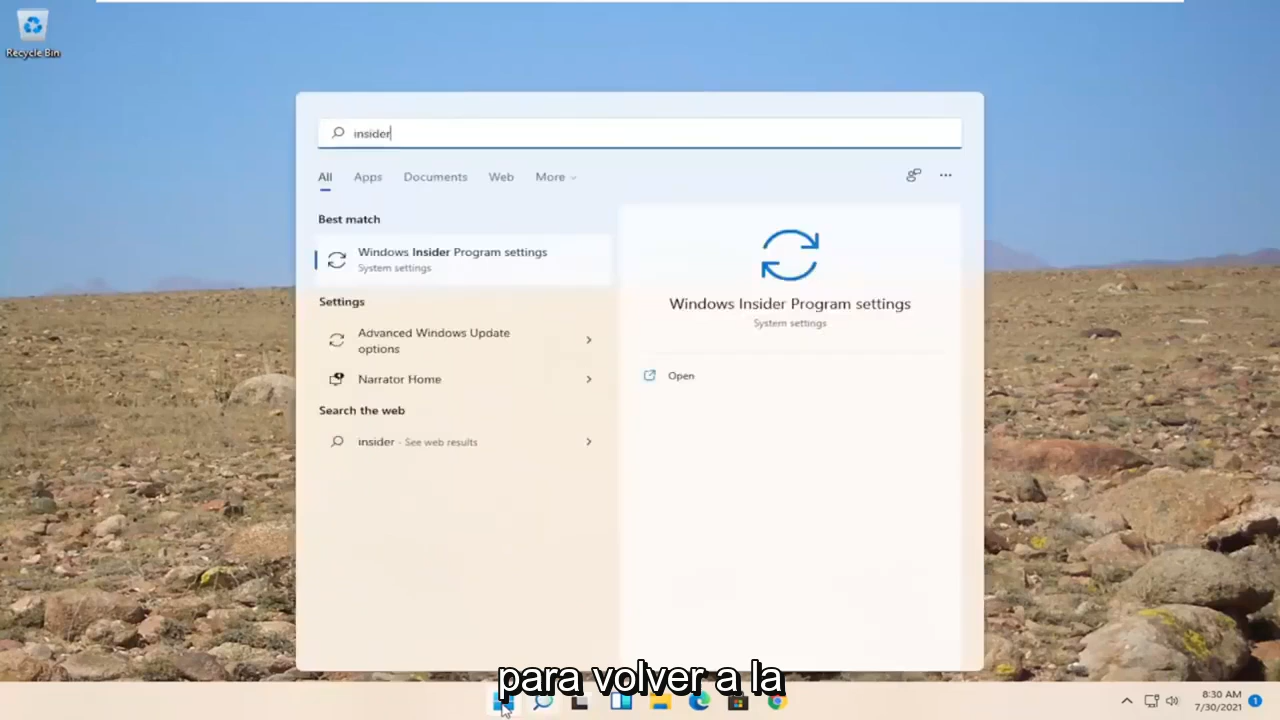 Recycle Bin
insider
All Apps Documents Web More
Best match
Windows Insider Program settings
System settings
Settings
Advanced Windows Update
options
Narrator Home
Search the web
insider - See web results
Windows Insider Program settings
System settings
Open
para volver a la
8:30 AM
7/30/2021
1